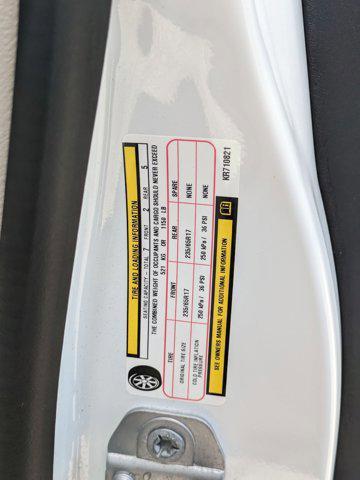 TIRE AND LOADING INFORMATION
SEATING CAPACITY - TOTAL 7 FRONT 2 REAR 5
THE COMBINED WEIGHT OF OCCUPANTS AND CARGO SHOULD NEVER EXCEED
521 KG OR 1150 LB
TIRE FRONT REAR SPARE
ORIGINAL TIRE SIZE 235/65R17 235/65R17 NONE
COLD TIRE INFLATION PRESSURE 250 kPa / 36 PSI 250 kPa / 36 PSI NONE
SEE OWNERS MANUAL FOR ADDITIONAL INFORMATION
KR710821